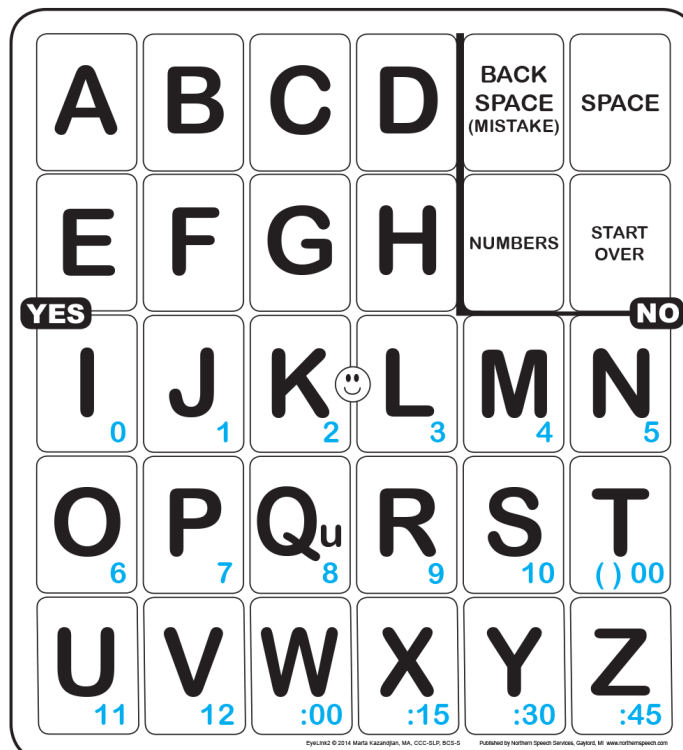 A B C D BACK SPACE (MISTAKE) SPACE
E F G H NUMBERS START OVER
YES NO
I J K L M N
0 1 2 3 4 5
O P Qu R S T
6 7 8 9 10 ( ) 00
U V W X Y Z
11 12 :00 :15 :30 :45
EyeLink2 © 2014 Marta Kazandjian, MA, CCC-SLP, BCS-S Published by Northern Speech Services, Gaylord, MI www.northernspeech.com